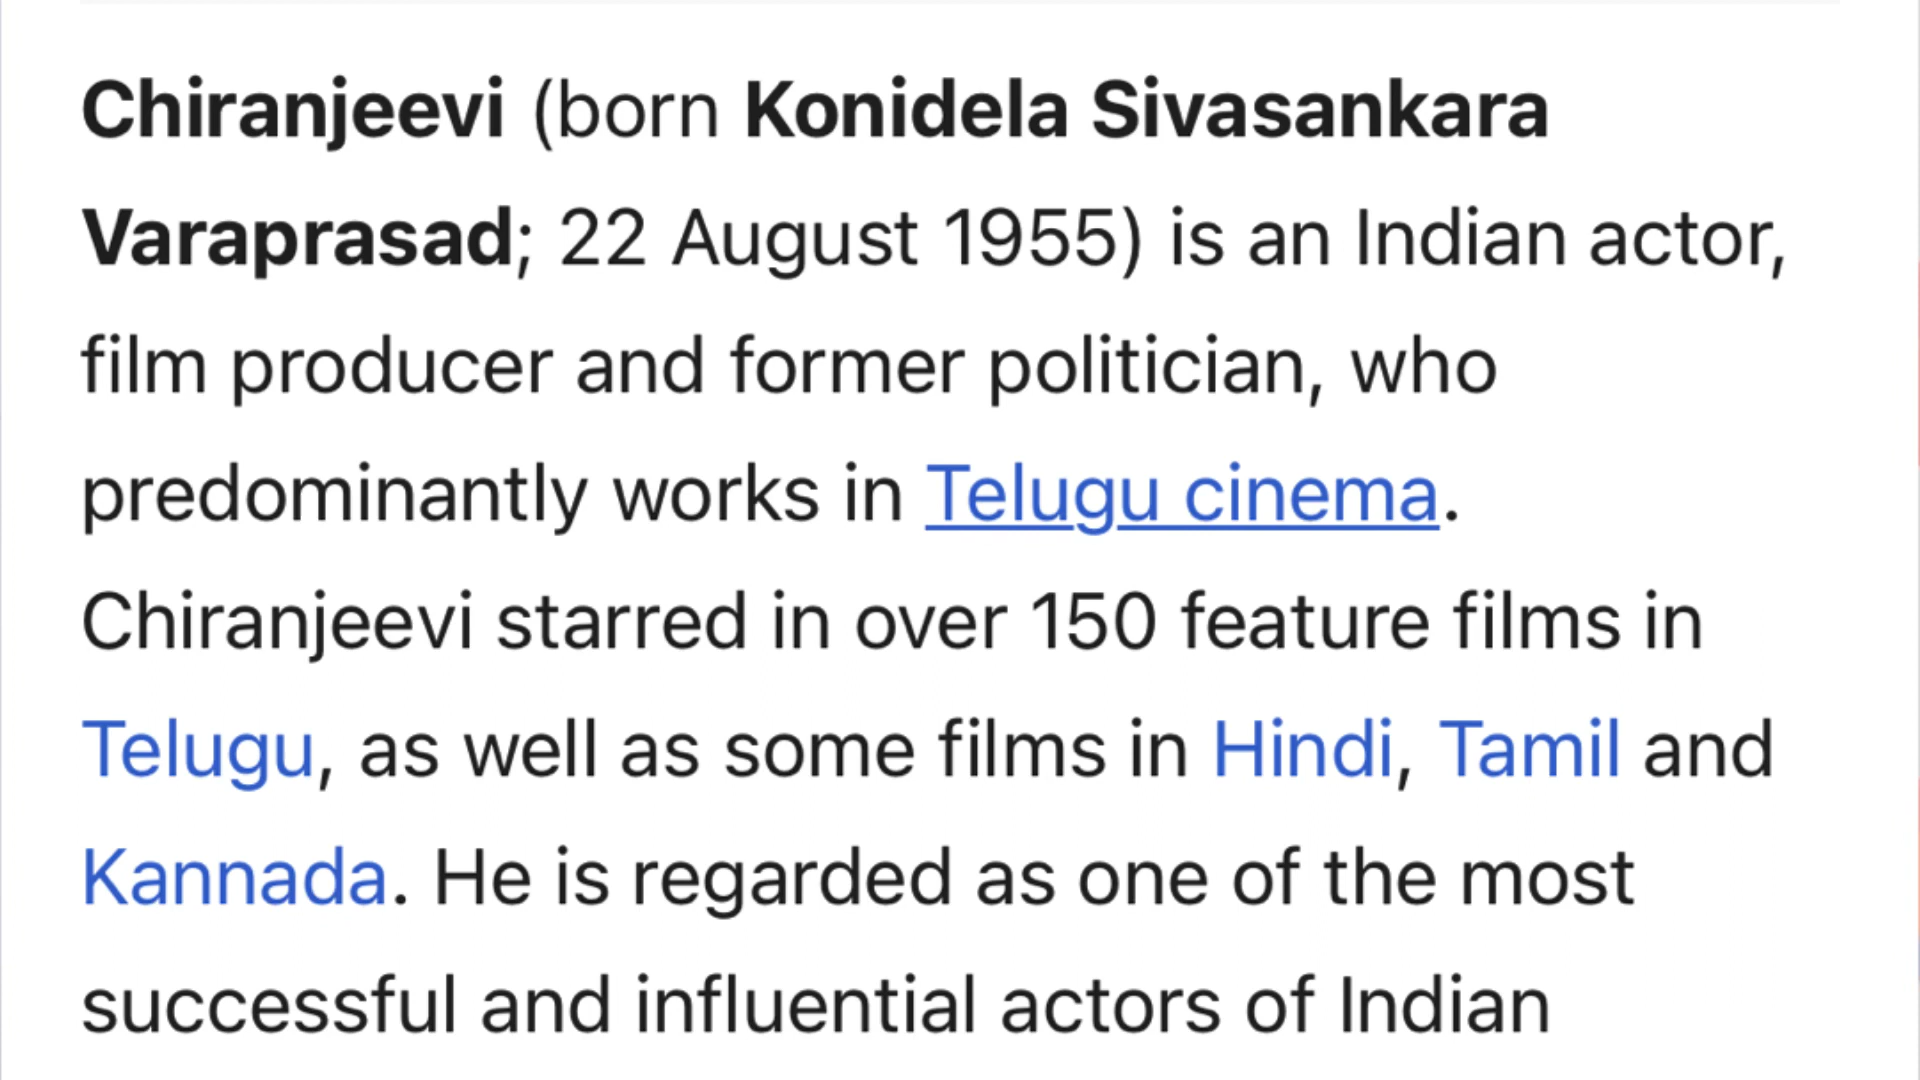 Chiranjeevi (born Konidela Sivasankara
Varaprasad; 22 August 1955) is an Indian actor,
film producer and former politician, who
predominantly works in Telugu cinema.
Chiranjeevi starred in over 150 feature films in
Telugu, as well as some films in Hindi, Tamil and
Kannada. He is regarded as one of the most
successful and influential actors of Indian